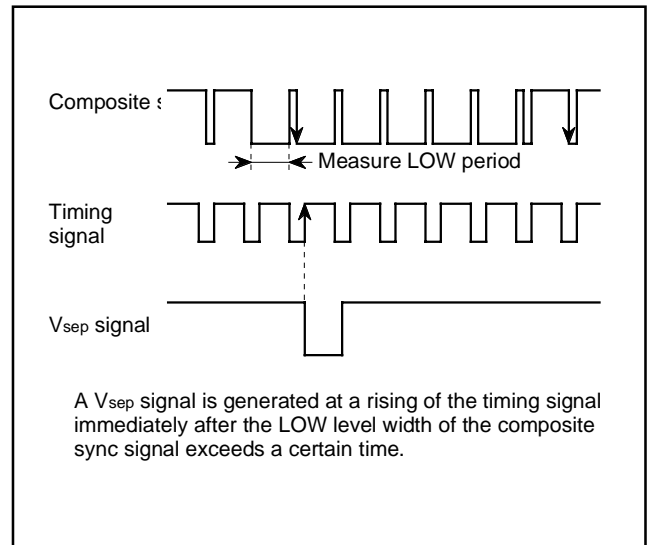 Composite s
Measure LOW period
Timing
signal
Vsep signal
A Vsep signal is generated at a rising of the timing signal
immediately after the LOW level width of the composite
sync signal exceeds a certain time.